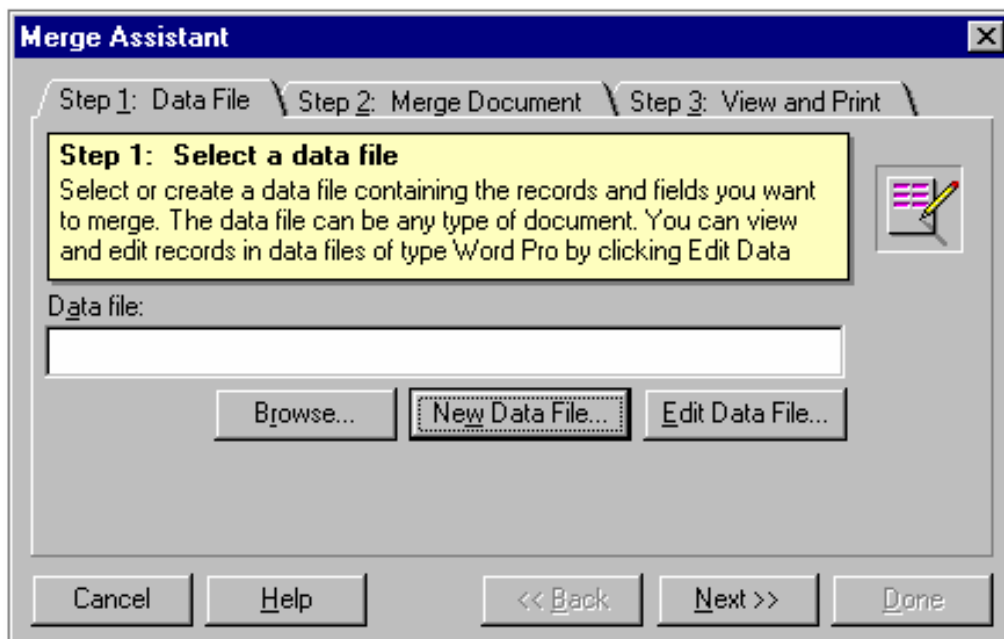 Merge Assistant
Step 1: Data File Step 2: Merge Document Step 3: View and Print
Step 1: Select a data file
Select or create a data file containing the records and fields you want
to merge. The data file can be any type of document. You can view
and edit records in data files of type Word Pro by clicking Edit Data
Data file:
Browse... New Data File... Edit Data File...
Cancel Help << Back Next >> Done